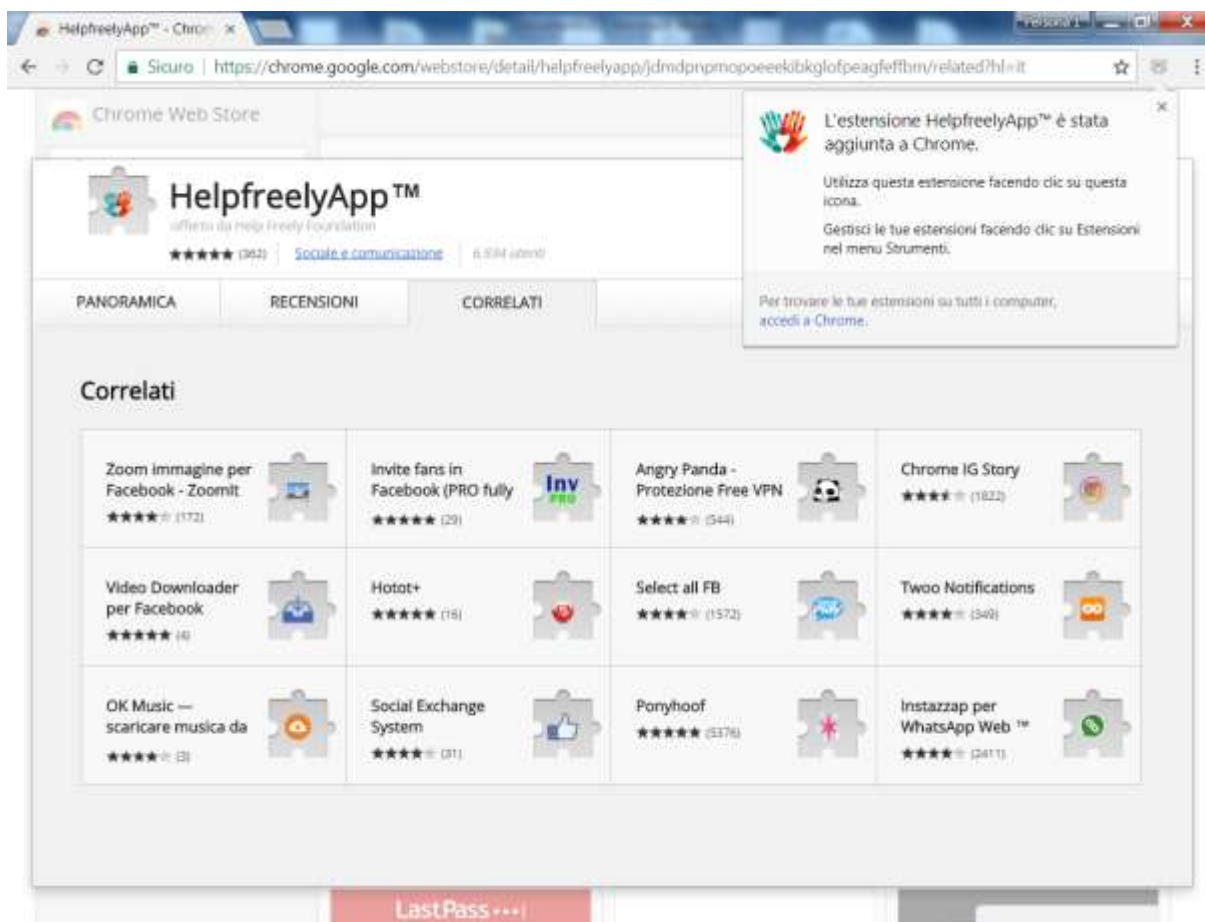 HelpfreelyApp™ - Chro
Persona 1
Sicuro | https://chrome.google.com/webstore/detail/helpfreelyapp/jdmdpnpmopoeeekibkglofpeagfeffbm/related?hl=it
Chrome Web Store
L'estensione HelpfreelyApp™ è stata
aggiunta a Chrome.
Utilizza questa estensione facendo clic su questa
icona.
Gestisci le tue estensioni facendo clic su Estensioni
nel menu Strumenti.
Per trovare le tue estensioni su tutti i computer,
accedi a Chrome.
HelpfreelyApp™
offerto da Help Freely Foundation
(362) Sociale e comunicazione utenti
PANORAMICA RECENSIONI CORRELATI
Correlati
Zoom immagine per
Facebook - ZoomIt
(172)
Invite fans in
Facebook (PRO fully
(29)
Inv
PRO
Angry Panda -
Protezione Free VPN
(544)
Chrome IG Story
(1822)
Video Downloader
per Facebook
(4)
Hotot+
(16)
Select all FB
(1572)
Twoo Notifications
(349)
OK Music —
scaricare musica da
(3)
Social Exchange
System
(31)
Ponyhoof
(5376)
Instazzap per
WhatsApp Web ™
(2411)
LastPass